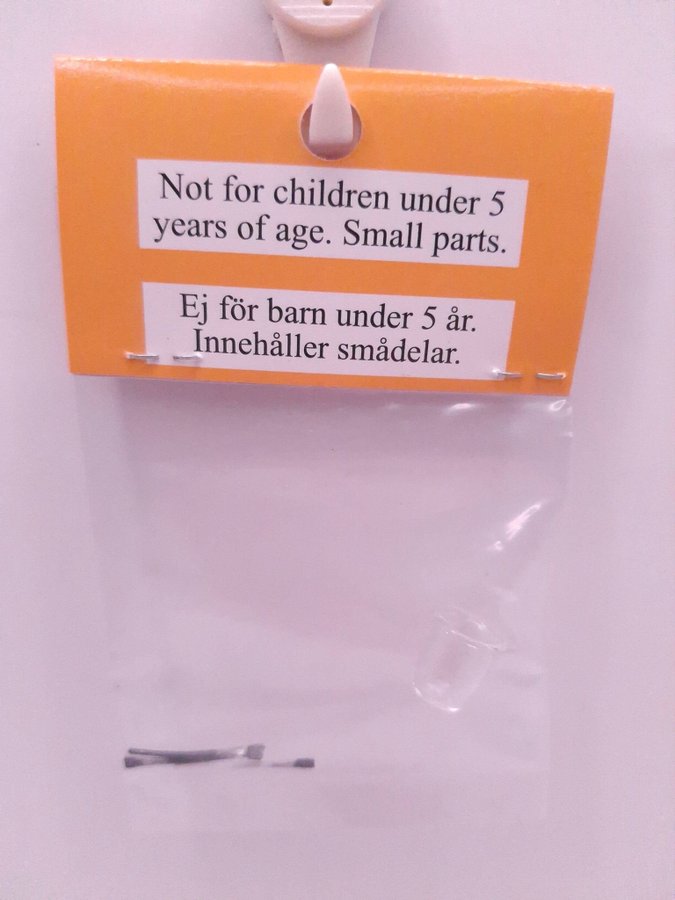 Not for children under 5
years of age. Small parts.
Ej för barn under 5 år.
Innehåller smådelar.